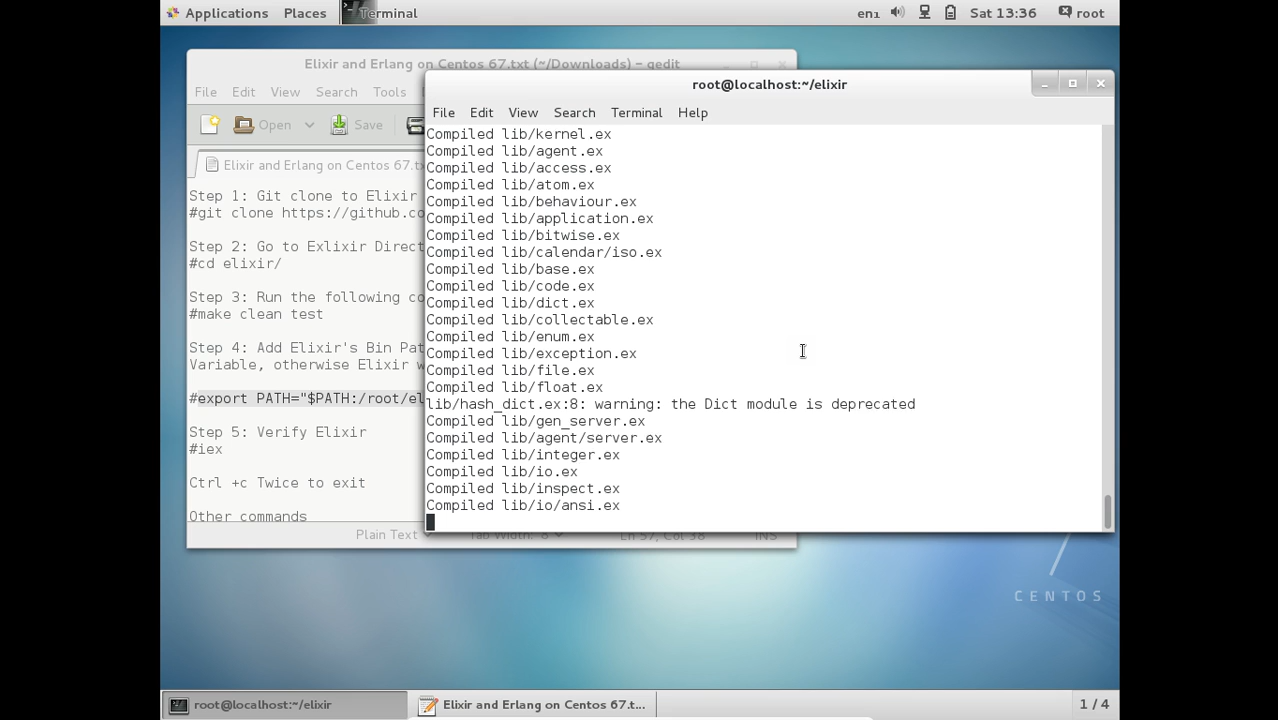 Applications Places Terminal en₁ Sat 13:36 root
Elixir and Erlang on Centos 67.txt (~/Downloads) – gedit
File Edit View Search Tools
Open Save
Elixir and Erlang on Centos 67.tx
Step 1: Git clone to Elixir
#git clone https://github.co
Step 2: Go to Exlixir Direct
#cd elixir/
Step 3: Run the following co
#make clean test
Step 4: Add Elixir's Bin Pat
Variable, otherwise Elixir w
#export PATH="$PATH:/root/el
Step 5: Verify Elixir
#iex
Ctrl +c Twice to exit
Other commands
Plain Text Tab Width: 8 Ln 57, Col 38 INS
root@localhost:~/elixir
File Edit View Search Terminal Help
Compiled lib/kernel.ex
Compiled lib/agent.ex
Compiled lib/access.ex
Compiled lib/atom.ex
Compiled lib/behaviour.ex
Compiled lib/application.ex
Compiled lib/bitwise.ex
Compiled lib/calendar/iso.ex
Compiled lib/base.ex
Compiled lib/code.ex
Compiled lib/dict.ex
Compiled lib/collectable.ex
Compiled lib/enum.ex
Compiled lib/exception.ex
Compiled lib/file.ex
Compiled lib/float.ex
lib/hash_dict.ex:8: warning: the Dict module is deprecated
Compiled lib/gen_server.ex
Compiled lib/agent/server.ex
Compiled lib/integer.ex
Compiled lib/io.ex
Compiled lib/inspect.ex
Compiled lib/io/ansi.ex
7
CENTOS
root@localhost:~/elixir Elixir and Erlang on Centos 67.t... 1 / 4